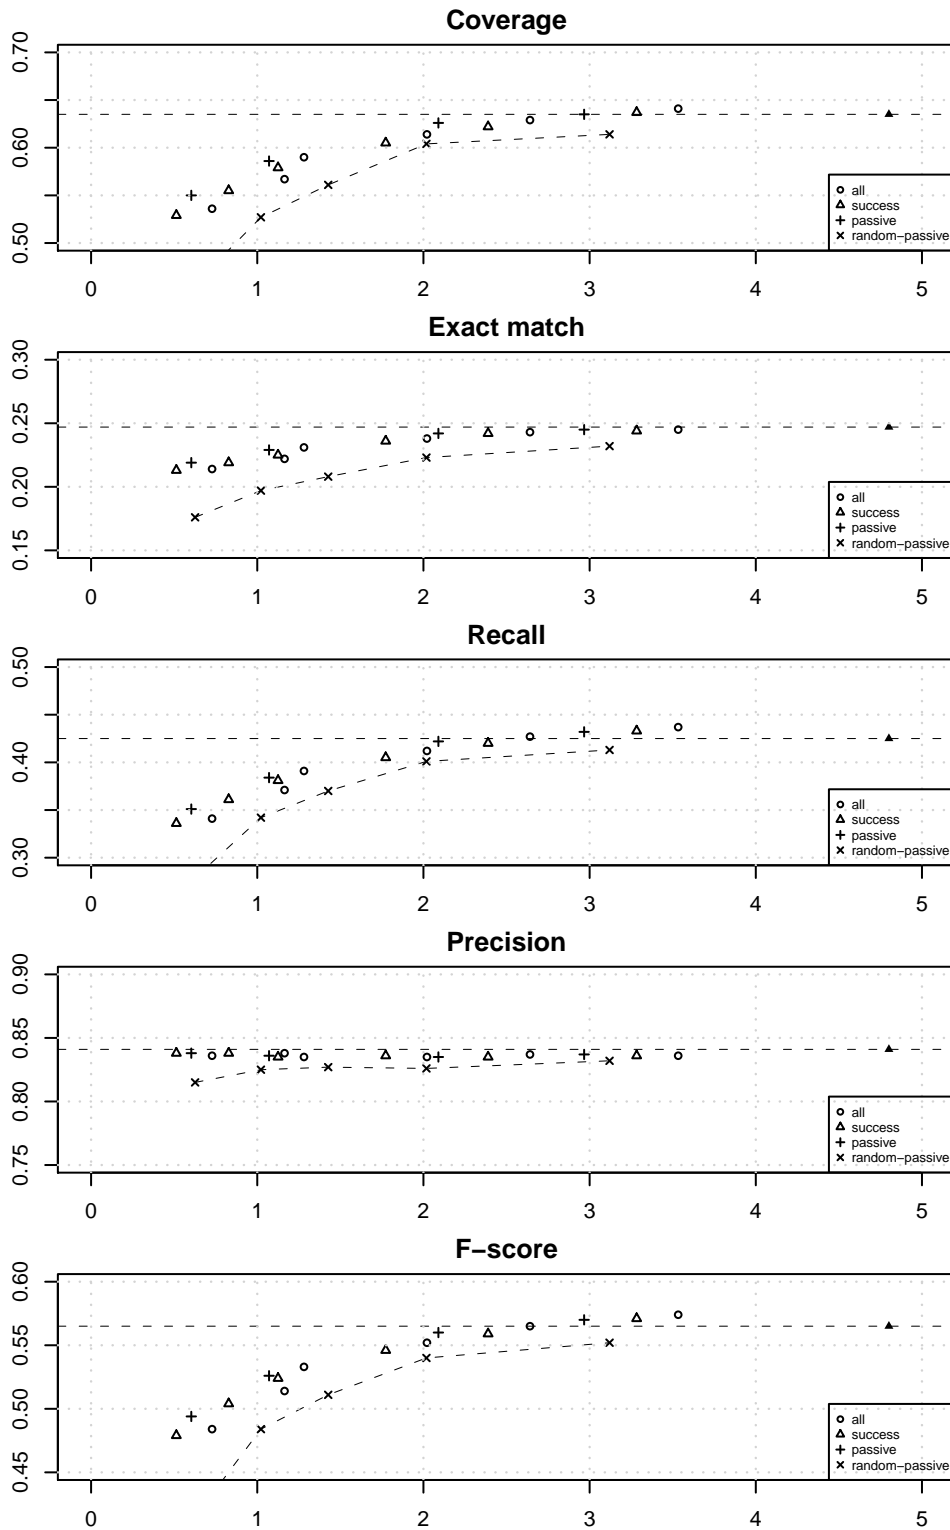 Coverage
0.70
0.60
0.50
all
success
passive
random−passive
0 1 2 3 4 5
Exact match
0.30
0.25
0.20
0.15
all
success
passive
random−passive
0 1 2 3 4 5
Recall
0.50
0.40
0.30
all
success
passive
random−passive
0 1 2 3 4 5
Precision
0.90
0.85
0.80
0.75
all
success
passive
random−passive
0 1 2 3 4 5
F−score
0.60
0.55
0.50
0.45
all
success
passive
random−passive
0 1 2 3 4 5